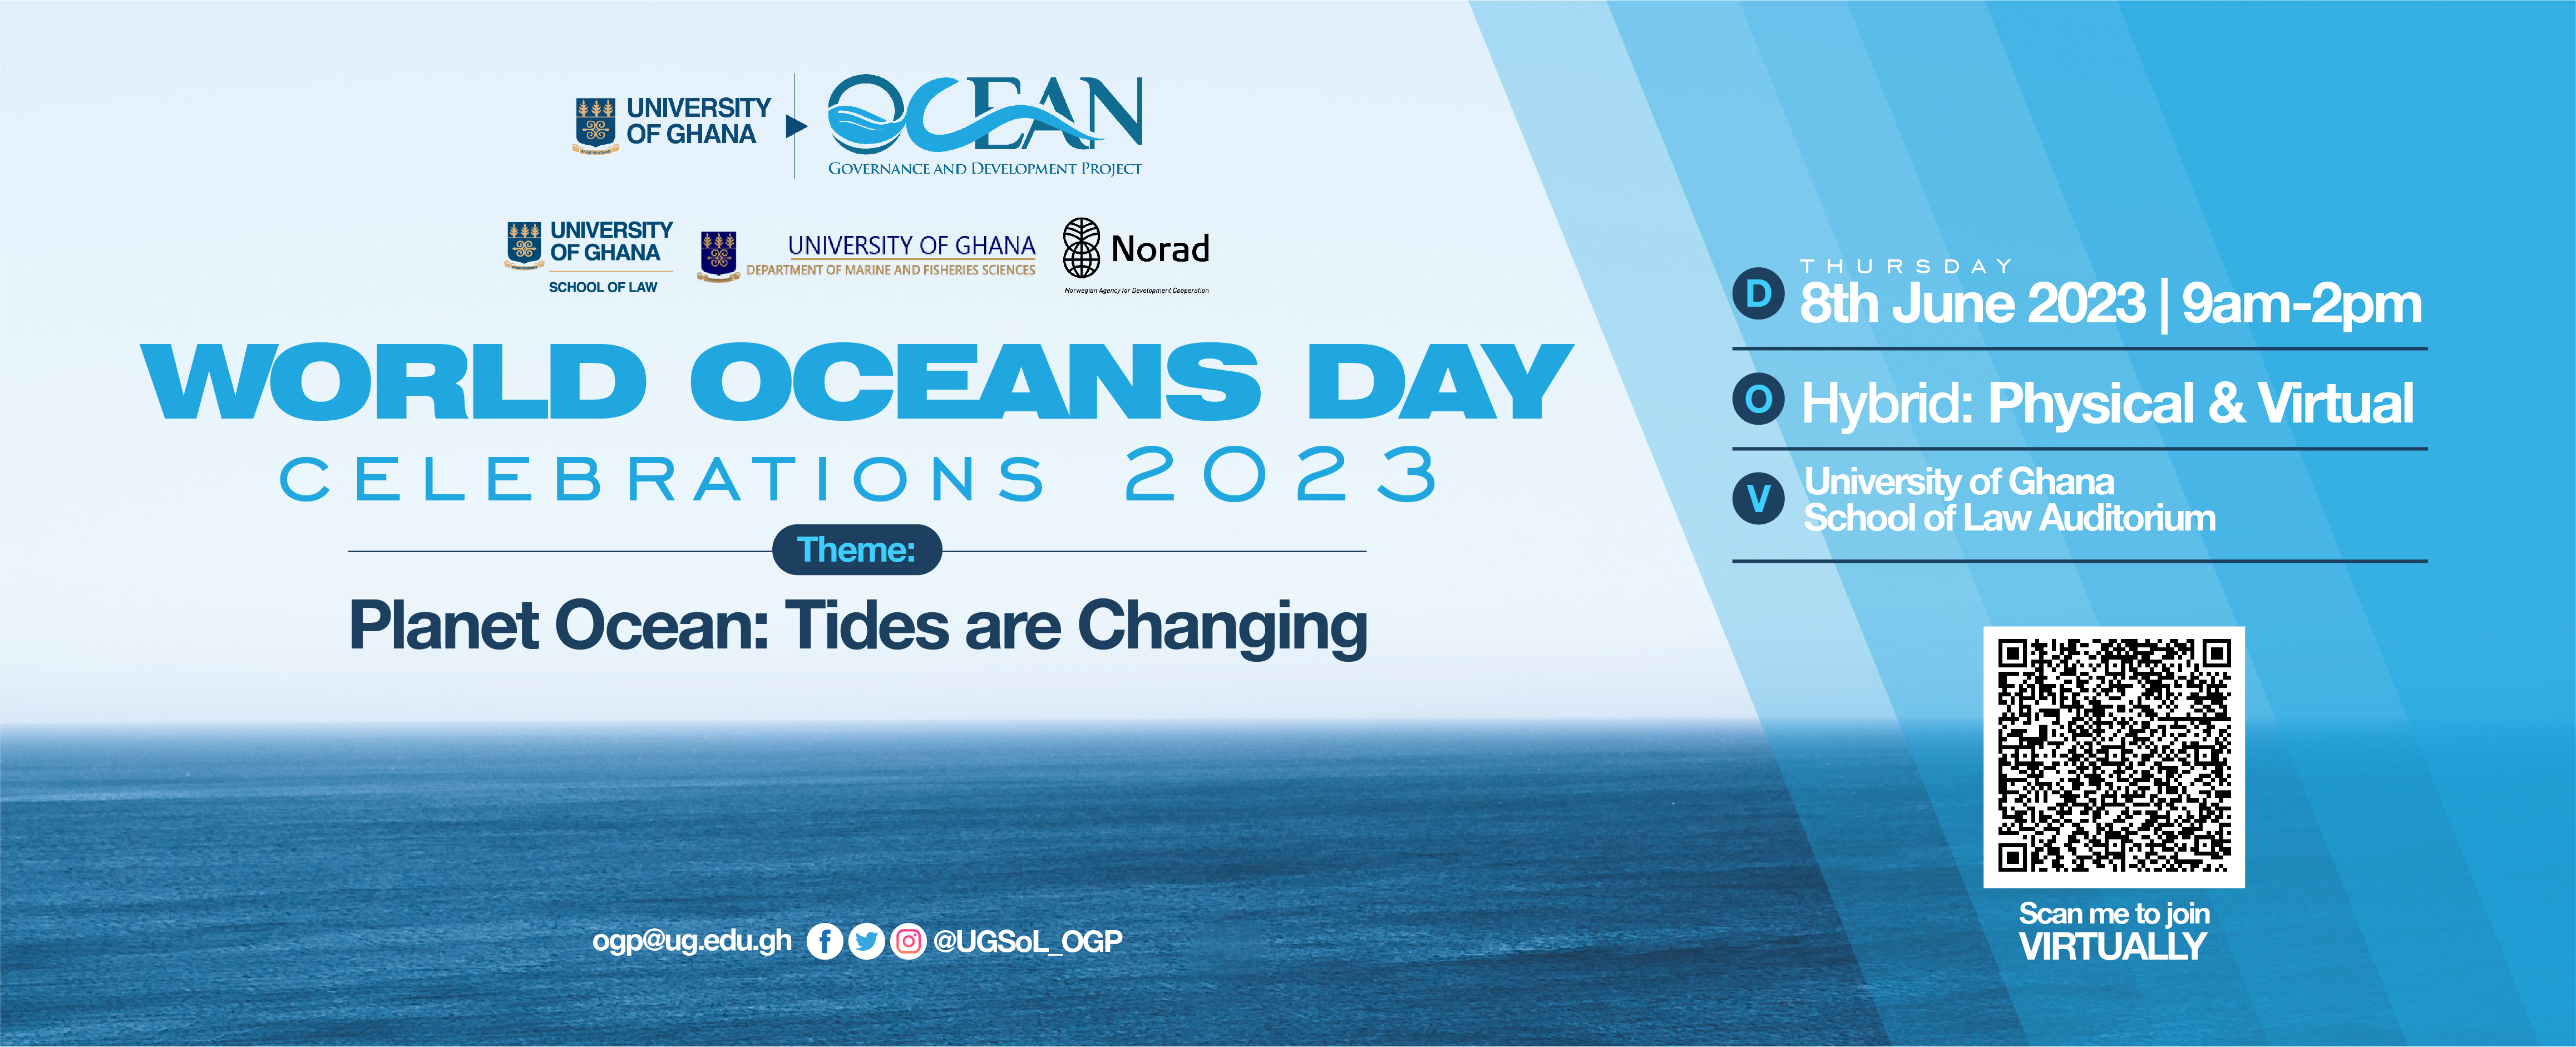 UNIVERSITY
OF GHANA
OCEAN
GOVERNANCE AND DEVELOPMENT PROJECT
UNIVERSITY
OF GHANA
SCHOOL OF LAW
UNIVERSITY OF GHANA
DEPARTMENT OF MARINE AND FISHERIES SCIENCES
Norad
Norwegian Agency for Development Cooperation
WORLD OCEANS DAY
CELEBRATIONS 2023
Theme:
Planet Ocean: Tides are Changing
ogp@ug.edu.gh @UGSoL_OGP
D
THURSDAY
8th June 2023 | 9am-2pm
O Hybrid: Physical & Virtual
V
University of Ghana
School of Law Auditorium
Scan me to join
VIRTUALLY